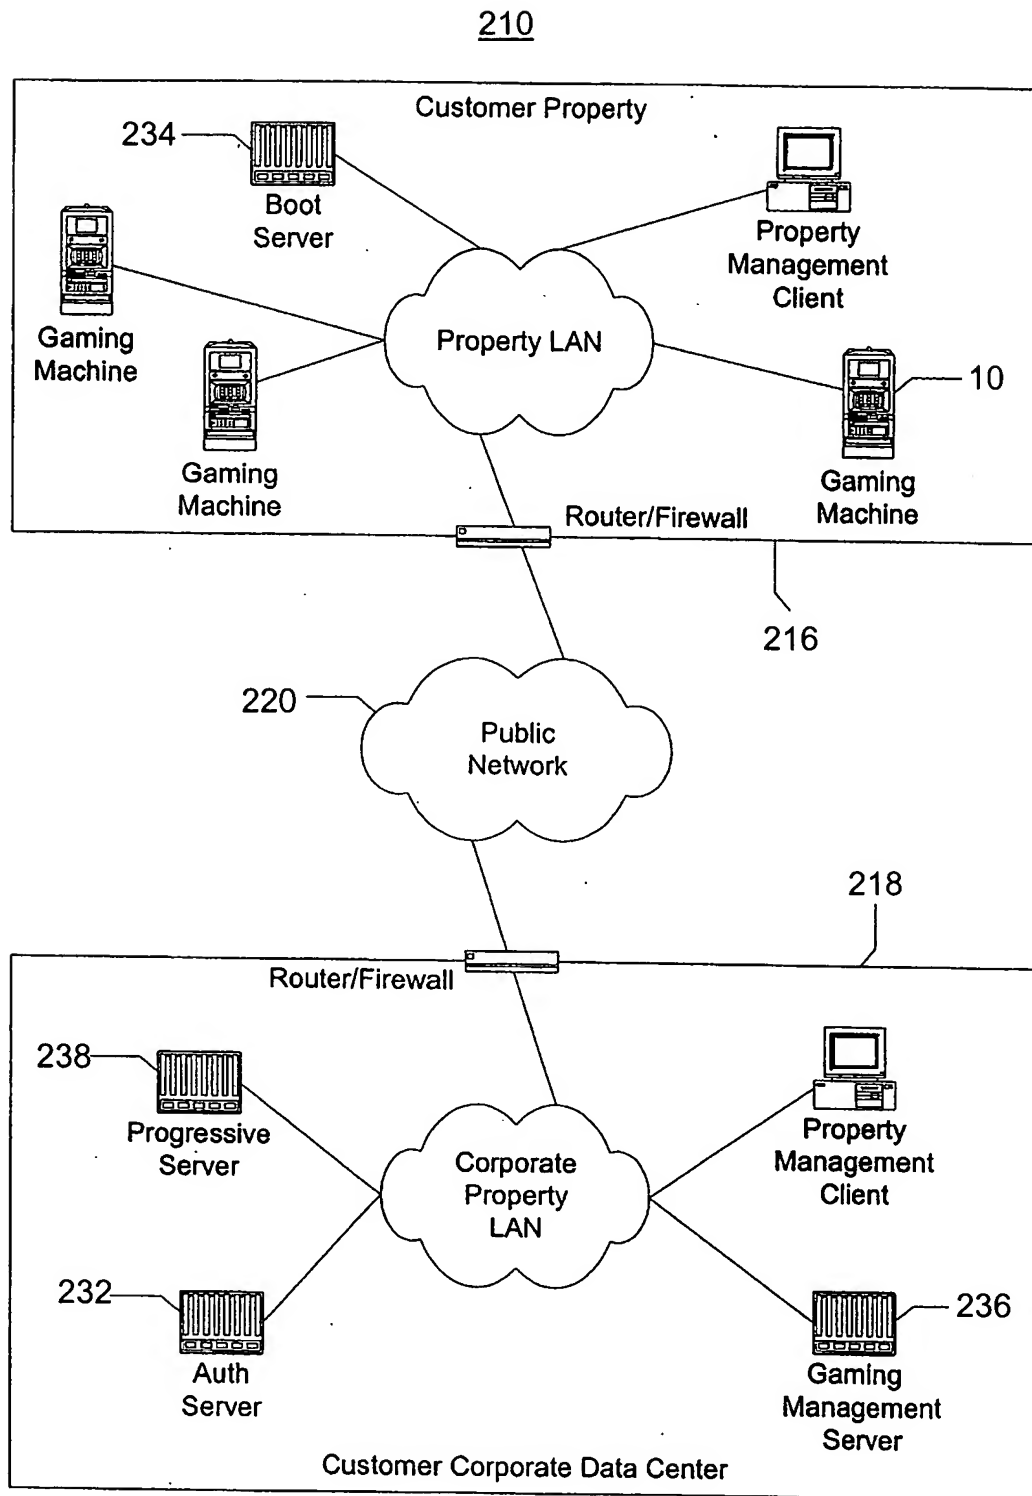 210
Customer Property
234
Boot
Server
Property
Management
Client
Gaming
Machine
Property LAN
10
Gaming
Machine
Gaming
Machine
Router/Firewall
216
220
Public
Network
218
Router/Firewall
238
Progressive
Server
Corporate
Property
LAN
Property
Management
Client
232
Auth
Server
236
Gaming
Management
Server
Customer Corporate Data Center